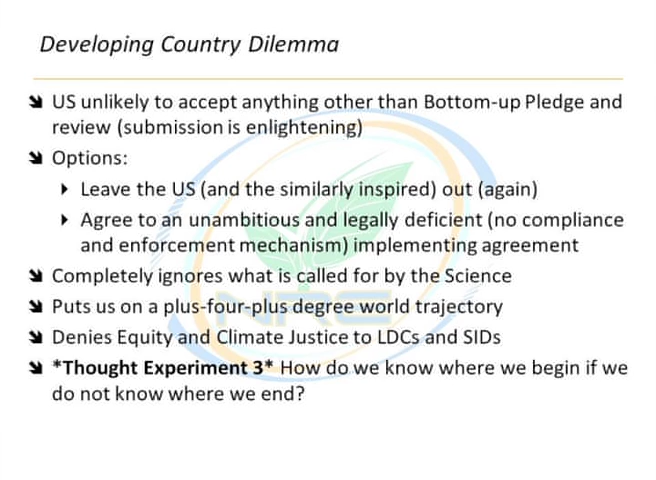 Developing Country Dilemma
US unlikely to accept anything other than Bottom-up Pledge and
review (submission is enlightening)
Options:
Leave the US (and the similarly inspired) out (again)
Agree to an unambitious and legally deficient (no compliance
and enforcement mechanism) implementing agreement
Completely ignores what is called for by the Science
Puts us on a plus-four-plus degree world trajectory
Denies Equity and Climate Justice to LDCs and SIDs
*Thought Experiment 3* How do we know where we begin if we
do not know where we end?
NRE